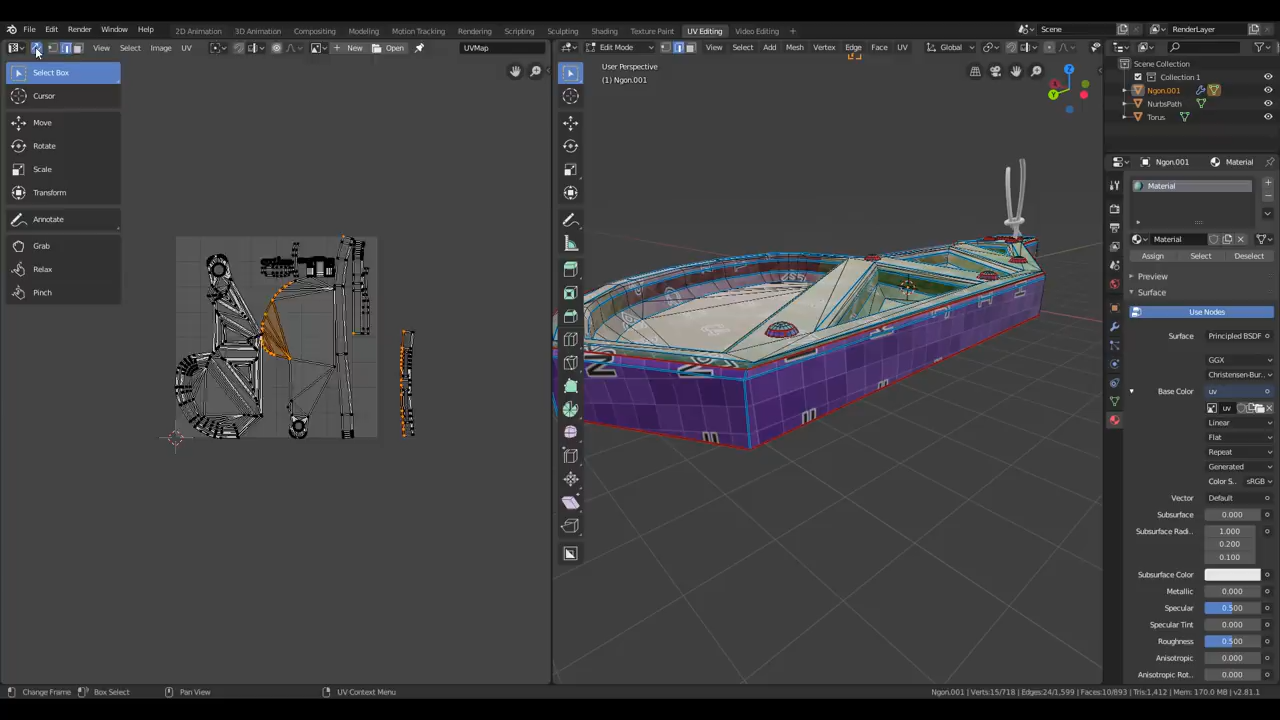 File Edit Render Window Help 2D Animation 3D Animation Compositing Modeling Motion Tracking Rendering Scripting Sculpting Shading Texture Paint UV Editing Video Editing Scene RenderLayer
View Select Image UV New Open UVMap Edit Mode View Select Add Mesh Vertex Edge Face UV Global
Select Box
Cursor
Move
Rotate
Scale
Transform
Annotate
Grab
Relax
Pinch
User Perspective
(1) Ngon.001
Scene Collection
Collection 1
Ngon.001
NurbsPath
Torus
Ngon.001 Material
Material
Material
Assign Select Deselect
Preview
Surface
Use Nodes
Surface Principled BSDF
GGX
Christensen-Bur..
Base Color uv
uv
Linear
Flat
Repeat
Generated
Color S.. sRGB
Vector Default
Subsurface 0.000
Subsurface Radi.. 1.000
0.200
0.100
Subsurface Color
Metallic 0.000
Specular 0.500
Specular Tint 0.000
Roughness 0.500
Anisotropic 0.000
Anisotropic Rot.. 0.000
Change Frame Box Select Pan View UV Context Menu Ngon.001 | Verts:15/718 | Edges:24/1,599 | Faces:10/893 | Tris:1,412 | Mem: 170.0 MB | v2.81.1